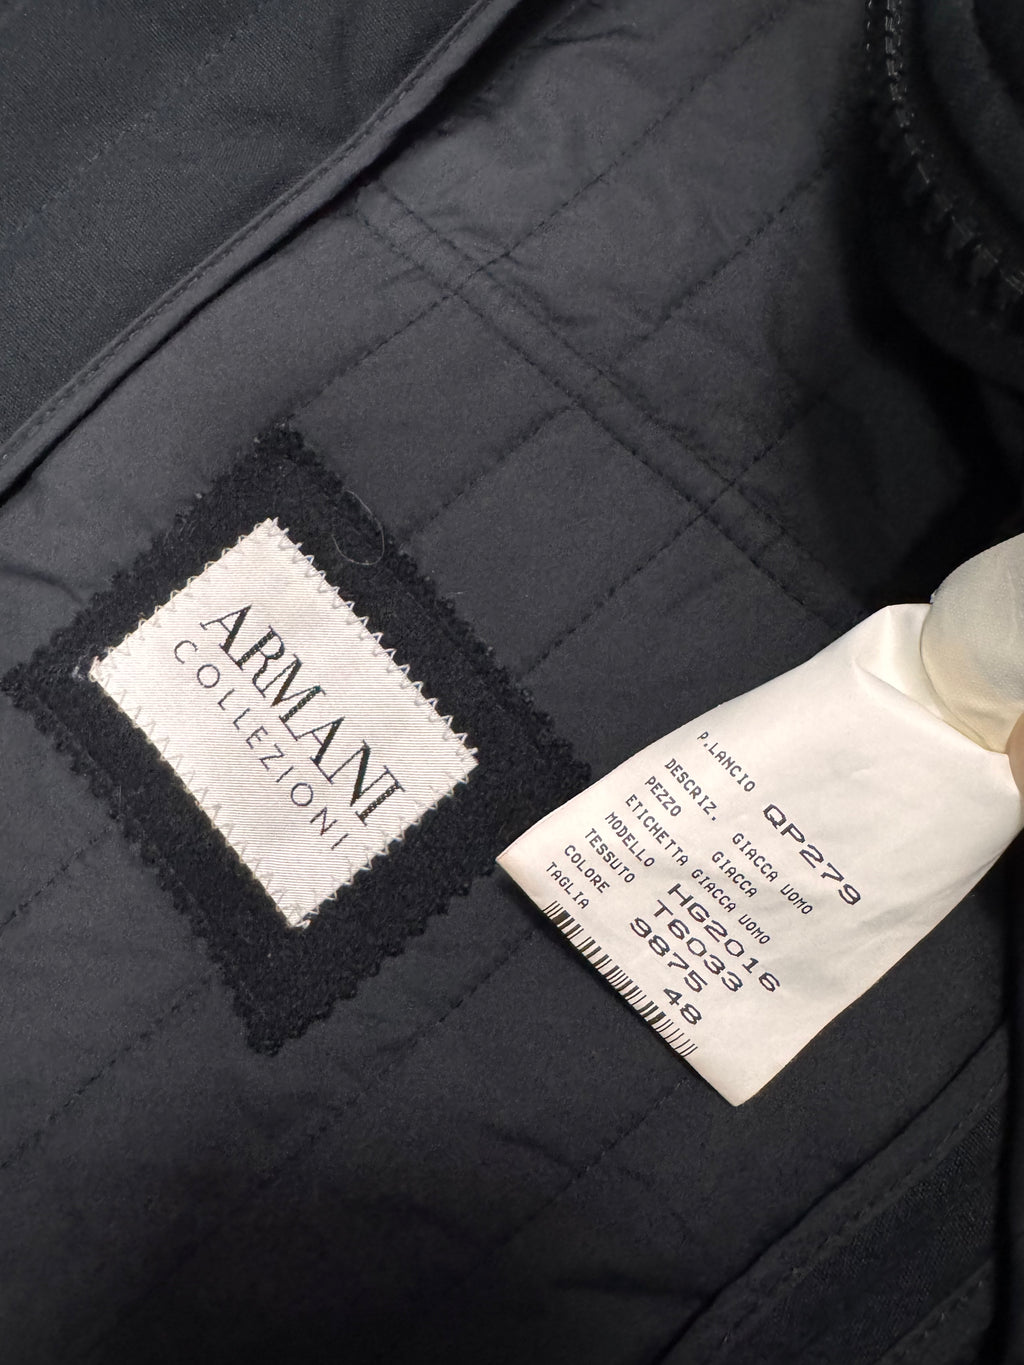 ARMANI
COLLEZIONI
P.LANCIO QP279
DESCRIZ. GIACCA UOMO
PEZZO GIACCA
ETICHETTA GIACCA UOMO
MODELLO HG2016
TESSUTO T6033
COLORE 9875
TAGLIA 48